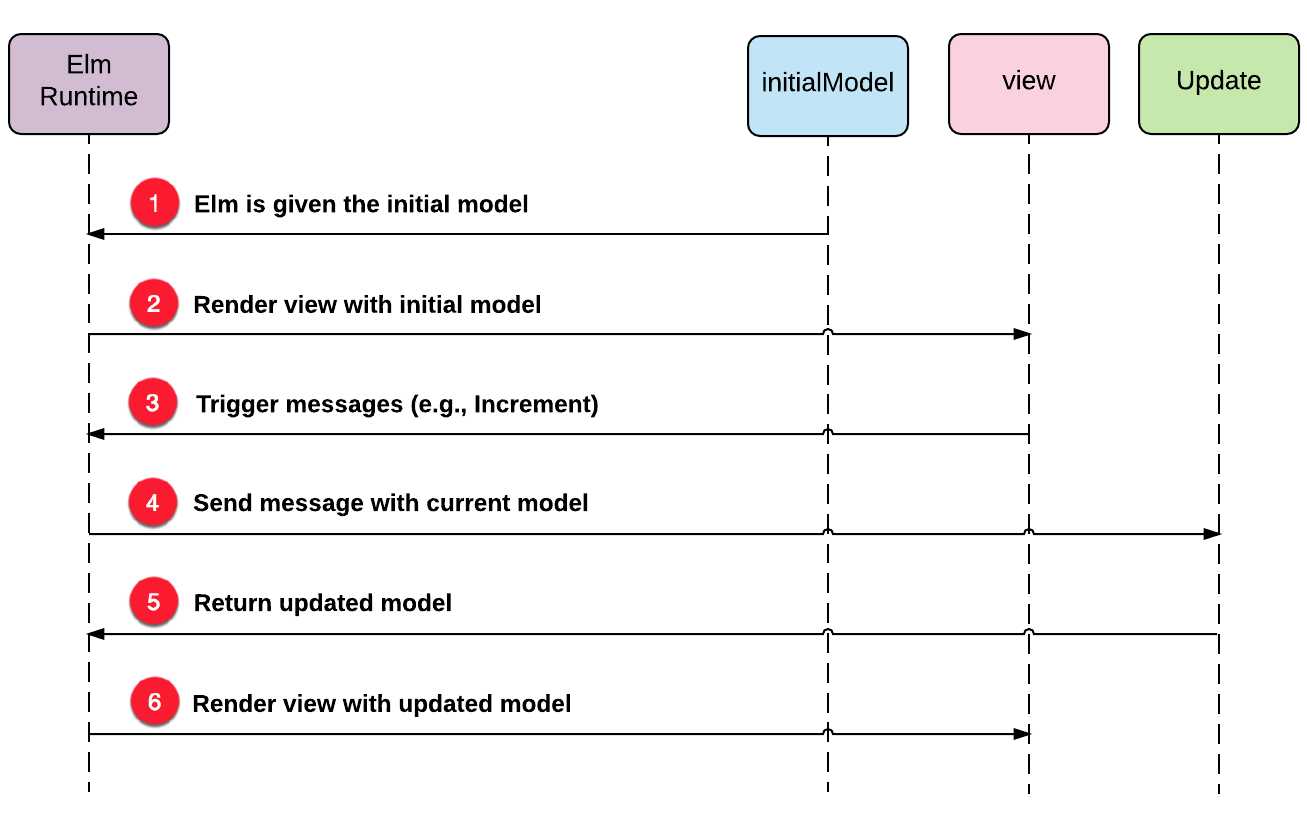 Elm
Runtime
initialModel
view
Update
1 Elm is given the initial model
2 Render view with initial model
3 Trigger messages (e.g., Increment)
4 Send message with current model
5 Return updated model
6 Render view with updated model